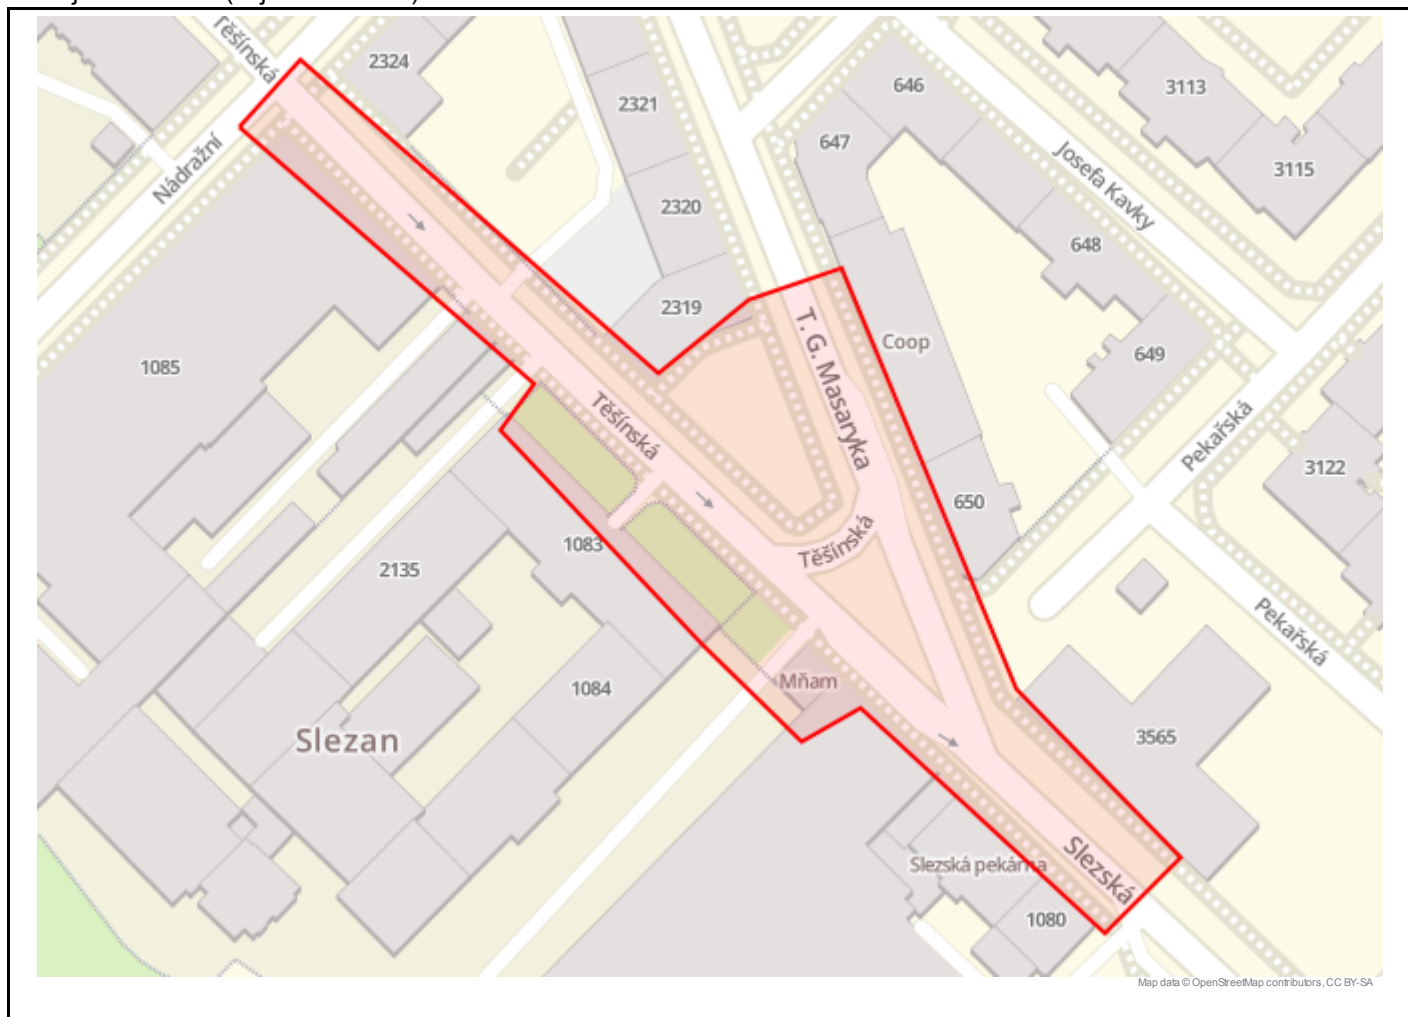 Těšínská
2324
Nádražní
2321
2320
2319
646
647
3113
3115
Josefa Kavky
648
649
Coop
T. G. Masaryka
1085
Těšínská
Pekařská
3122
650
Těšínská
1083
2135
1084
Slezan
Mňam
Pekařská
3565
Slezská
Slezská pekárna
1080
Map data © OpenStreetMap contributors, CC BY-SA